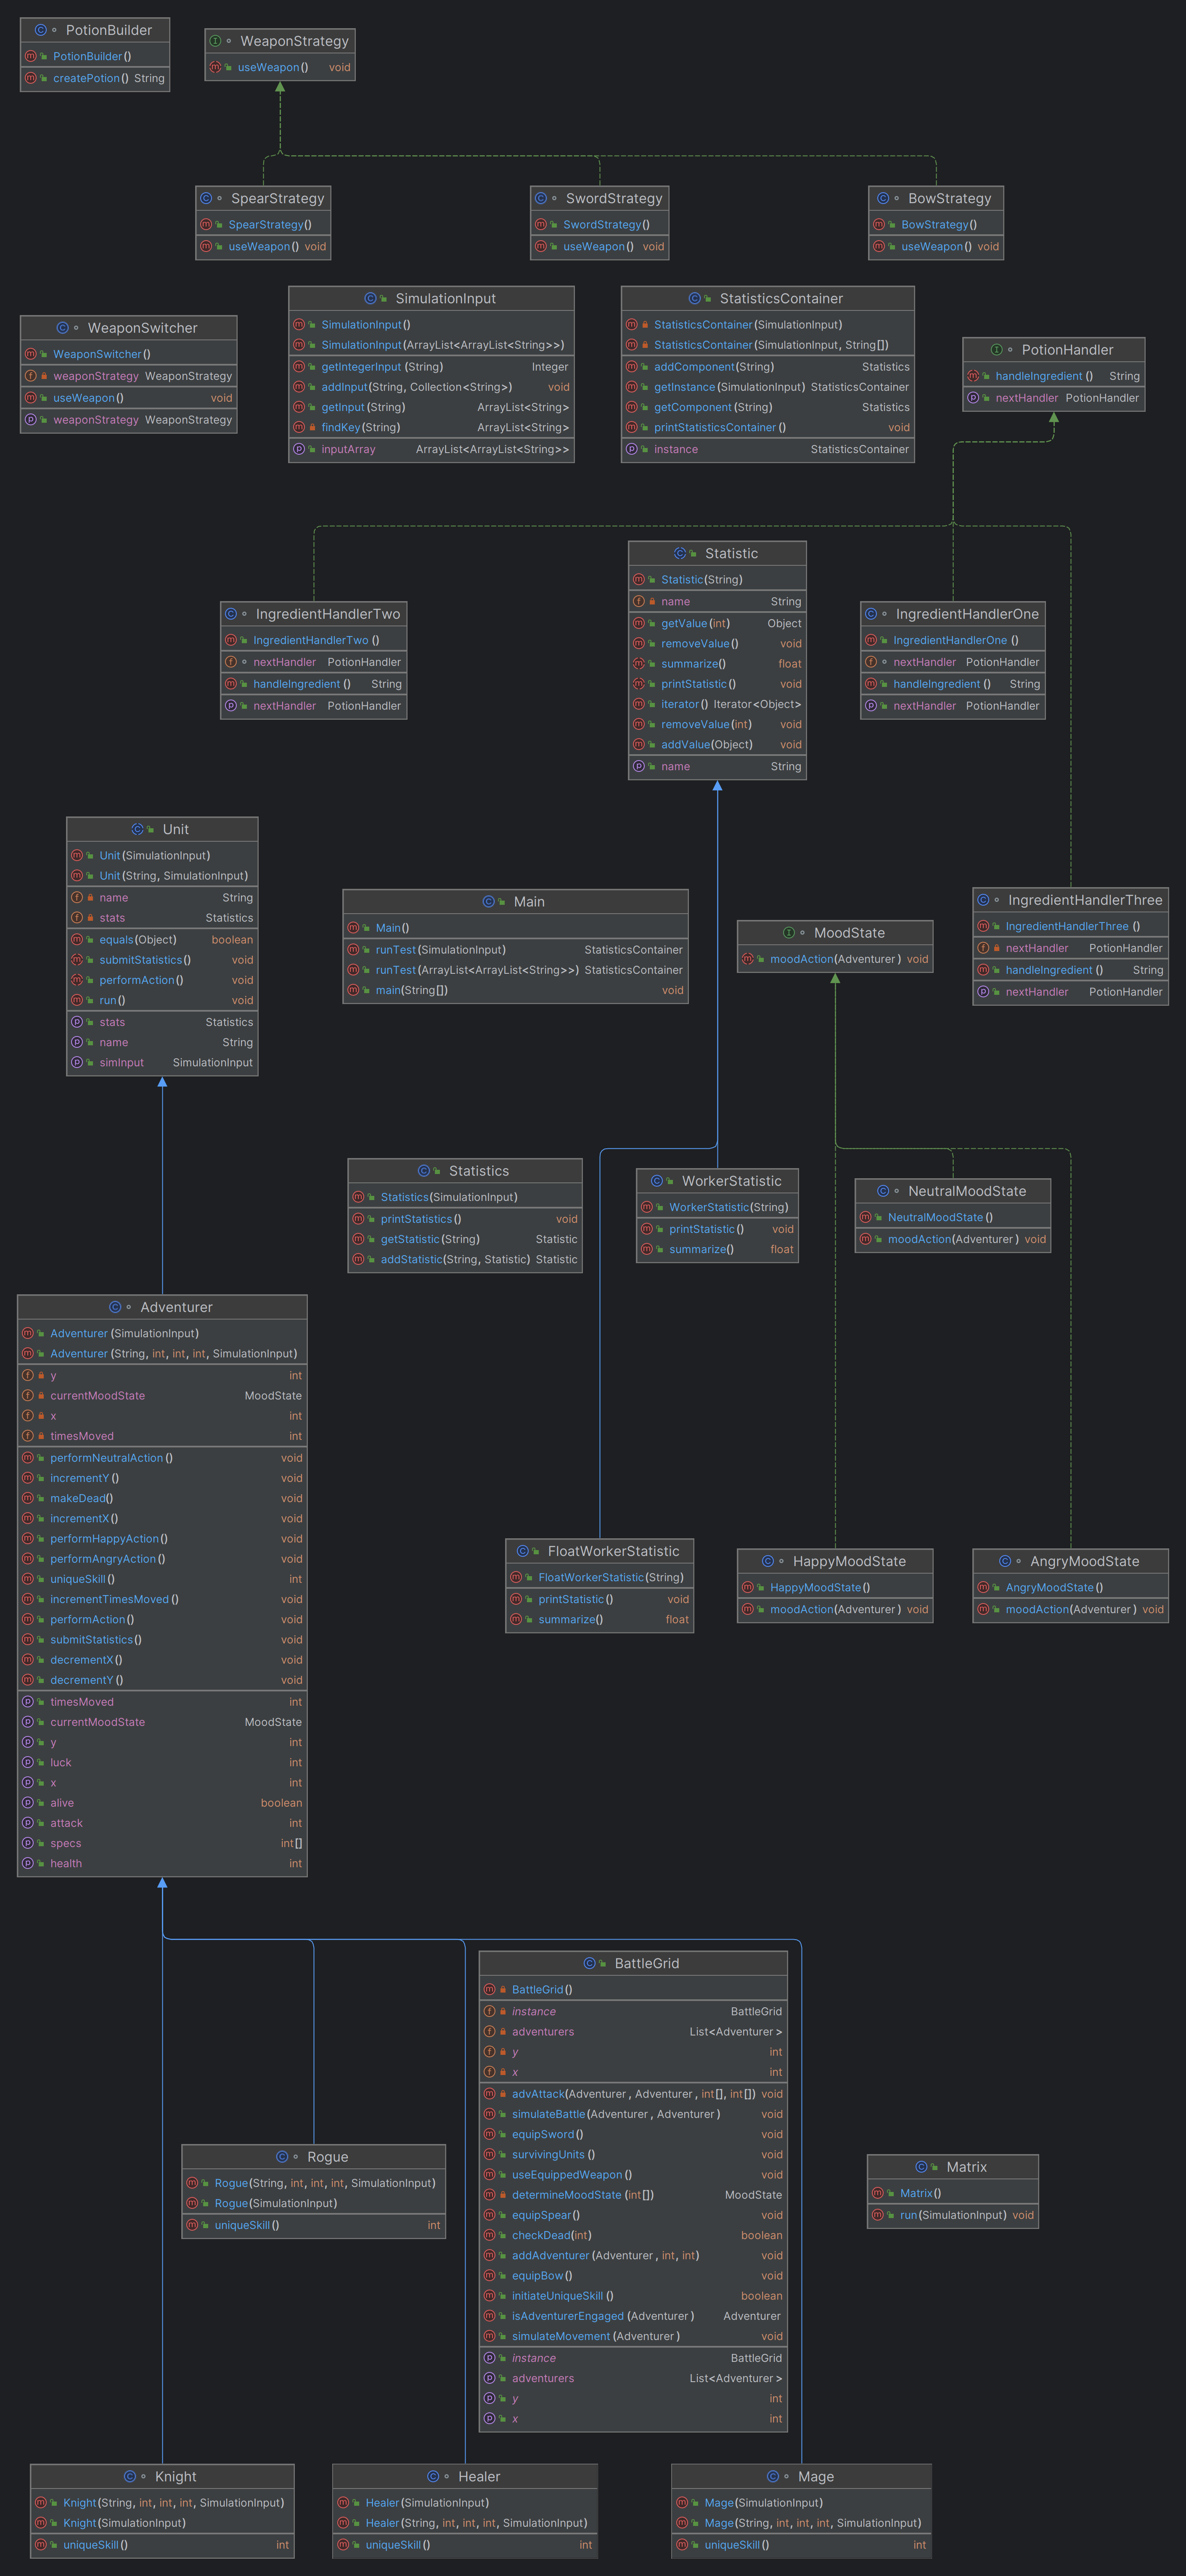 PotionBuilder
PotionBuilder()
createPotion() String
WeaponStrategy
useWeapon() void
SpearStrategy
SpearStrategy()
useWeapon() void
SwordStrategy
SwordStrategy()
useWeapon() void
BowStrategy
BowStrategy()
useWeapon() void
WeaponSwitcher
WeaponSwitcher()
weaponStrategy WeaponStrategy
useWeapon() void
weaponStrategy WeaponStrategy
SimulationInput
SimulationInput()
SimulationInput(ArrayList<ArrayList<String>>)
getIntegerInput(String) Integer
addInput(String, Collection<String>) void
getInput(String) ArrayList<String>
findKey(String) ArrayList<String>
inputArray ArrayList<ArrayList<String>>
StatisticsContainer
StatisticsContainer(SimulationInput)
StatisticsContainer(SimulationInput, String[])
addComponent(String) Statistics
getInstance(SimulationInput) StatisticsContainer
getComponent(String) Statistics
printStatisticsContainer() void
instance StatisticsContainer
PotionHandler
handleIngredient() String
nextHandler PotionHandler
IngredientHandlerTwo
IngredientHandlerTwo()
nextHandler PotionHandler
handleIngredient() String
nextHandler PotionHandler
Statistic
Statistic(String)
name String
getValue(int) Object
removeValue() void
summarize() float
printStatistic() void
iterator() Iterator<Object>
removeValue(int) void
addValue(Object) void
name String
IngredientHandlerOne
IngredientHandlerOne()
nextHandler PotionHandler
handleIngredient() String
nextHandler PotionHandler
Unit
Unit(SimulationInput)
Unit(String, SimulationInput)
name String
stats Statistics
equals(Object) boolean
submitStatistics() void
performAction() void
run() void
stats Statistics
name String
simInput SimulationInput
Main
Main()
runTest(SimulationInput) StatisticsContainer
runTest(ArrayList<ArrayList<String>>) StatisticsContainer
main(String[]) void
MoodState
moodAction(Adventurer) void
IngredientHandlerThree
IngredientHandlerThree()
nextHandler PotionHandler
handleIngredient() String
nextHandler PotionHandler
Statistics
Statistics(SimulationInput)
printStatistics() void
getStatistic(String) Statistic
addStatistic(String, Statistic) Statistic
WorkerStatistic
WorkerStatistic(String)
printStatistic() void
summarize() float
NeutralMoodState
NeutralMoodState()
moodAction(Adventurer) void
Adventurer
Adventurer(SimulationInput)
Adventurer(String, int, int, int, SimulationInput)
y int
currentMoodState MoodState
x int
timesMoved int
performNeutralAction() void
incrementY() void
makeDead() void
incrementX() void
performHappyAction() void
performAngryAction() void
uniqueSkill() int
incrementTimesMoved() void
performAction() void
submitStatistics() void
decrementX() void
decrementY() void
timesMoved int
currentMoodState MoodState
y int
luck int
x int
alive boolean
attack int
specs int[]
health int
FloatWorkerStatistic
FloatWorkerStatistic(String)
printStatistic() void
summarize() float
HappyMoodState
HappyMoodState()
moodAction(Adventurer) void
AngryMoodState
AngryMoodState()
moodAction(Adventurer) void
BattleGrid
BattleGrid()
instance BattleGrid
adventurers List<Adventurer>
y int
x int
advAttack(Adventurer, Adventurer, int[], int[]) void
simulateBattle(Adventurer, Adventurer) void
equipSword() void
survivingUnits() void
useEquippedWeapon() void
determineMoodState(int[]) MoodState
equipSpear() void
checkDead(int) boolean
addAdventurer(Adventurer, int, int) void
equipBow() void
initiateUniqueSkill() boolean
isAdventurerEngaged(Adventurer) Adventurer
simulateMovement(Adventurer) void
instance BattleGrid
adventurers List<Adventurer>
y int
x int
Rogue
Rogue(String, int, int, int, SimulationInput)
Rogue(SimulationInput)
uniqueSkill() int
Matrix
Matrix()
run(SimulationInput) void
Knight
Knight(String, int, int, int, SimulationInput)
Knight(SimulationInput)
uniqueSkill() int
Healer
Healer(SimulationInput)
Healer(String, int, int, int, SimulationInput)
uniqueSkill() int
Mage
Mage(SimulationInput)
Mage(String, int, int, int, SimulationInput)
uniqueSkill() int